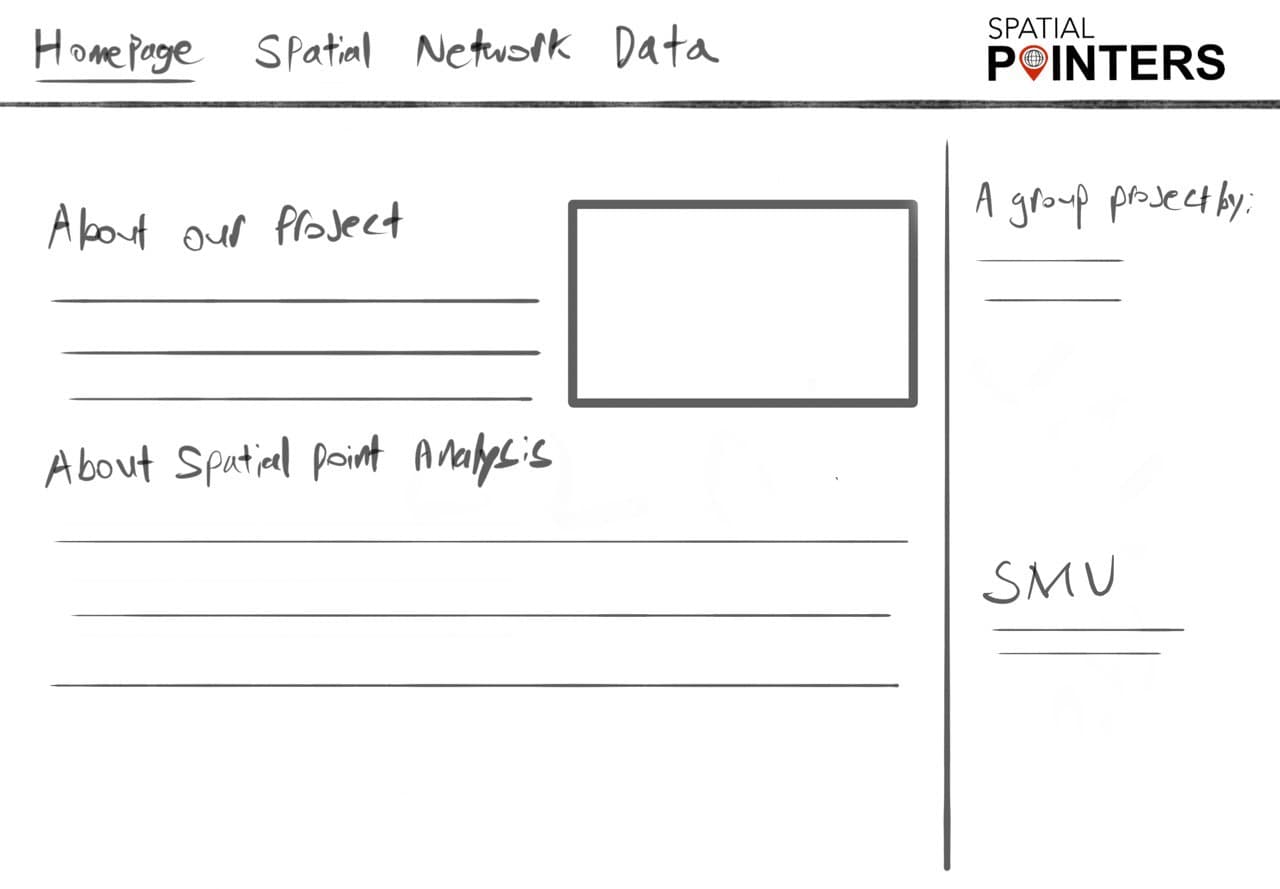 Homepage Spatial Network Data
SPATIAL
POINTERS
About our Project
A group project by:
About Spatial Point Analysis
SMU